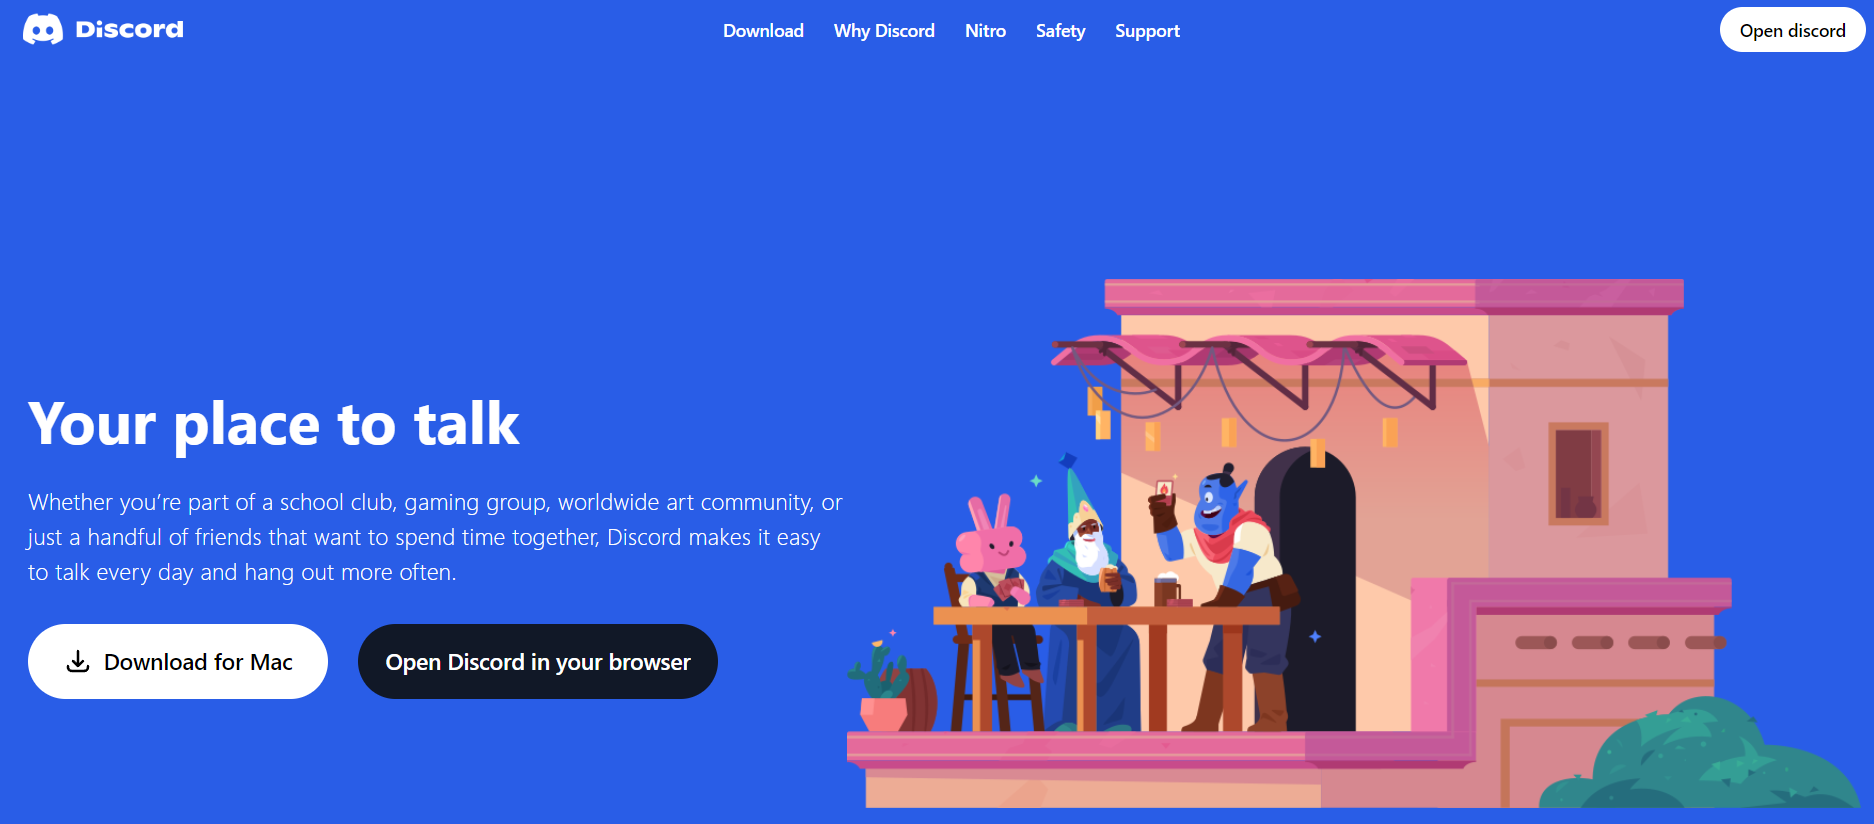 Discord
Download
Why Discord
Nitro
Safety
Support
Open discord
Your place to talk
Whether you’re part of a school club, gaming group, worldwide art community, or
just a handful of friends that want to spend time together, Discord makes it easy
to talk every day and hang out more often.
Download for Mac
Open Discord in your browser